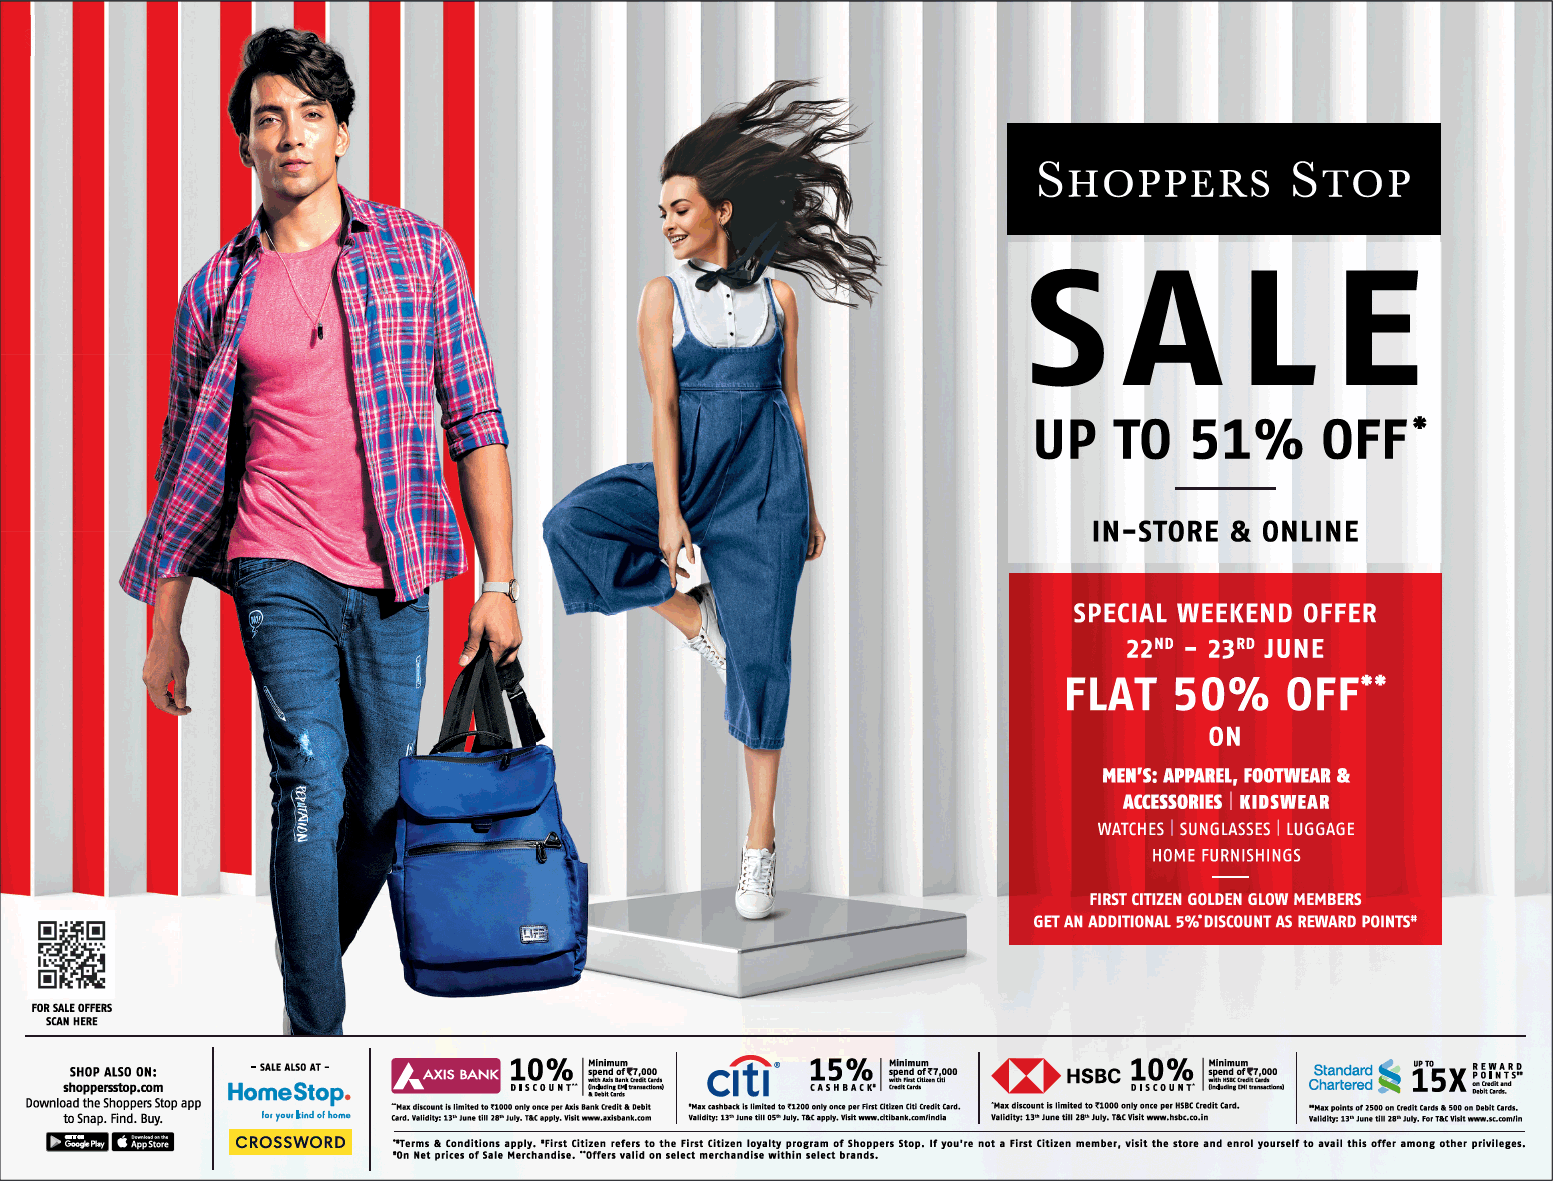 SHOPPERS STOP
SALE
UP TO 51% OFF*
IN-STORE & ONLINE
SPECIAL WEEKEND OFFER
22ND - 23RD JUNE
FLAT 50% OFF**
ON
MEN'S: APPAREL, FOOTWEAR &
ACCESSORIES | KIDSWEAR
WATCHES | SUNGLASSES | LUGGAGE
HOME FURNISHINGS
FIRST CITIZEN GOLDEN GLOW MEMBERS
GET AN ADDITIONAL 5%* DISCOUNT AS REWARD POINTS#
REPUTATION
FOR SALE OFFERS
SCAN HERE
SHOP ALSO ON:
shoppersstop.com
Download the Shoppers Stop app
to Snap. Find. Buy.
Google Play
Download on the
App Store
- SALE ALSO AT -
HomeStop.
for your kind of home
CROSSWORD
AXIS BANK
10%
DISCOUNT**
Minimum
spend of ₹7,000
with Axis Bank Credit Cards
(including EMI transactions)
& Debit Cards
**Max discount is limited to ₹1000 only once per Axis Bank Credit & Debit
Card. Validity: 13th June till 28th July. T&C apply. Visit www.axisbank.com
citi®
15%
CASHBACK#
Minimum
spend of ₹7,000
with First Citizen Citi
Credit Cards
#Max cashback is limited to ₹1200 only once per First Citizen Citi Credit Card.
Validity: 13th June till 05th July. T&C apply. Visit www.citibank.com/india
HSBC
10%
DISCOUNT*
Minimum
spend of ₹7,000
with HSBC Credit Cards
(including EMI transactions)
*Max discount is limited to ₹1000 only once per HSBC Credit Card.
Validity: 13th June till 28th July. T&C Visit www.hsbc.co.in
Standard
Chartered
UP TO
15X
REWARD
POINTS##
on Credit and
Debit Cards.
##Max points of 2500 on Credit Cards & 500 on Debit Cards.
Validity: 13th June till 28th July. For T&C Visit www.sc.com/in
*#Terms & Conditions apply. #First Citizen refers to the First Citizen loyalty program of Shoppers Stop. If you're not a First Citizen member, visit the store and enrol yourself to avail this offer among other privileges.
#On Net prices of Sale Merchandise. **Offers valid on select merchandise within select brands.